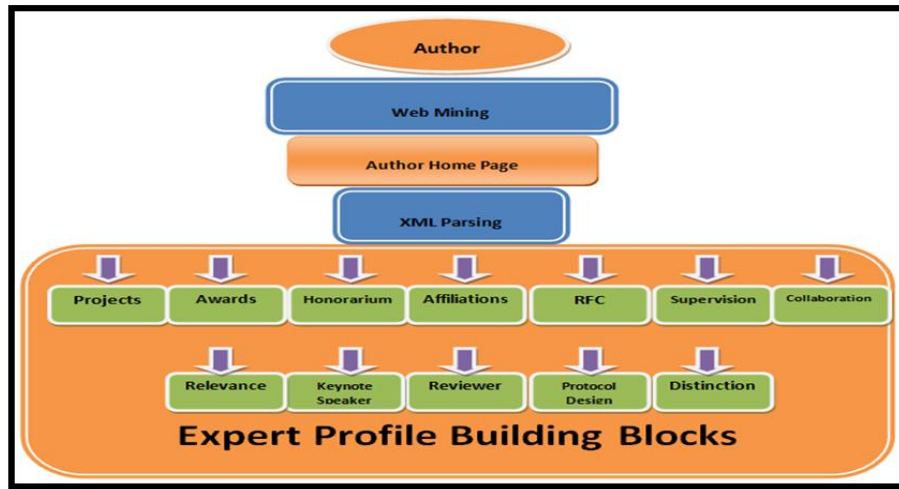 Author
Web Mining
Author Home Page
XML Parsing
Projects Awards Honorarium Affiliations RFC Supervision Collaboration
Relevance Keynote Speaker Reviewer Protocol Design Distinction
Expert Profile Building Blocks